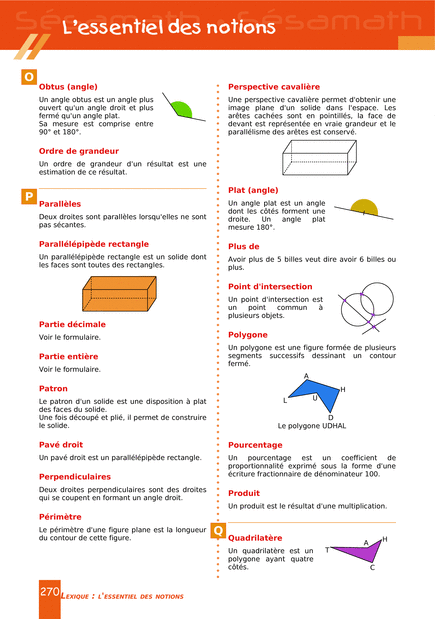 Sésamath Sésamath
L'essentiel des notions
O
Obtus (angle)
Un angle obtus est un angle plus
ouvert qu'un angle droit et plus
fermé qu'un angle plat.
Sa mesure est comprise entre
90° et 180°.
Ordre de grandeur
Un ordre de grandeur d'un résultat est une
estimation de ce résultat.
P
Parallèles
Deux droites sont parallèles lorsqu'elles ne sont
pas sécantes.
Parallélépipède rectangle
Un parallélépipède rectangle est un solide dont
les faces sont toutes des rectangles.
Partie décimale
Voir le formulaire.
Partie entière
Voir le formulaire.
Patron
Le patron d'un solide est une disposition à plat
des faces du solide.
Une fois découpé et plié, il permet de construire
le solide.
Pavé droit
Un pavé droit est un parallélépipède rectangle.
Perpendiculaires
Deux droites perpendiculaires sont des droites
qui se coupent en formant un angle droit.
Périmètre
Le périmètre d'une figure plane est la longueur
du contour de cette figure.
Perspective cavalière
Une perspective cavalière permet d'obtenir une
image plane d'un solide dans l'espace. Les
arêtes cachées sont en pointillés, la face de
devant est représentée en vraie grandeur et le
parallélisme des arêtes est conservé.
Plat (angle)
Un angle plat est un angle
dont les côtés forment une
droite. Un angle plat
mesure 180°.
Plus de
Avoir plus de 5 billes veut dire avoir 6 billes ou
plus.
Point d'intersection
Un point d'intersection est
un point commun à
plusieurs objets.
Polygone
Un polygone est une figure formée de plusieurs
segments successifs dessinant un contour
fermé.
A
H
L
U
D
Le polygone UDHAL
Pourcentage
Un pourcentage est un coefficient de
proportionnalité exprimé sous la forme d'une
écriture fractionnaire de dénominateur 100.
Produit
Un produit est le résultat d'une multiplication.
Q
Quadrilatère
Un quadrilatère est un
polygone ayant quatre
côtés.
T
A
H
C
270 LEXIQUE : L'ESSENTIEL DES NOTIONS